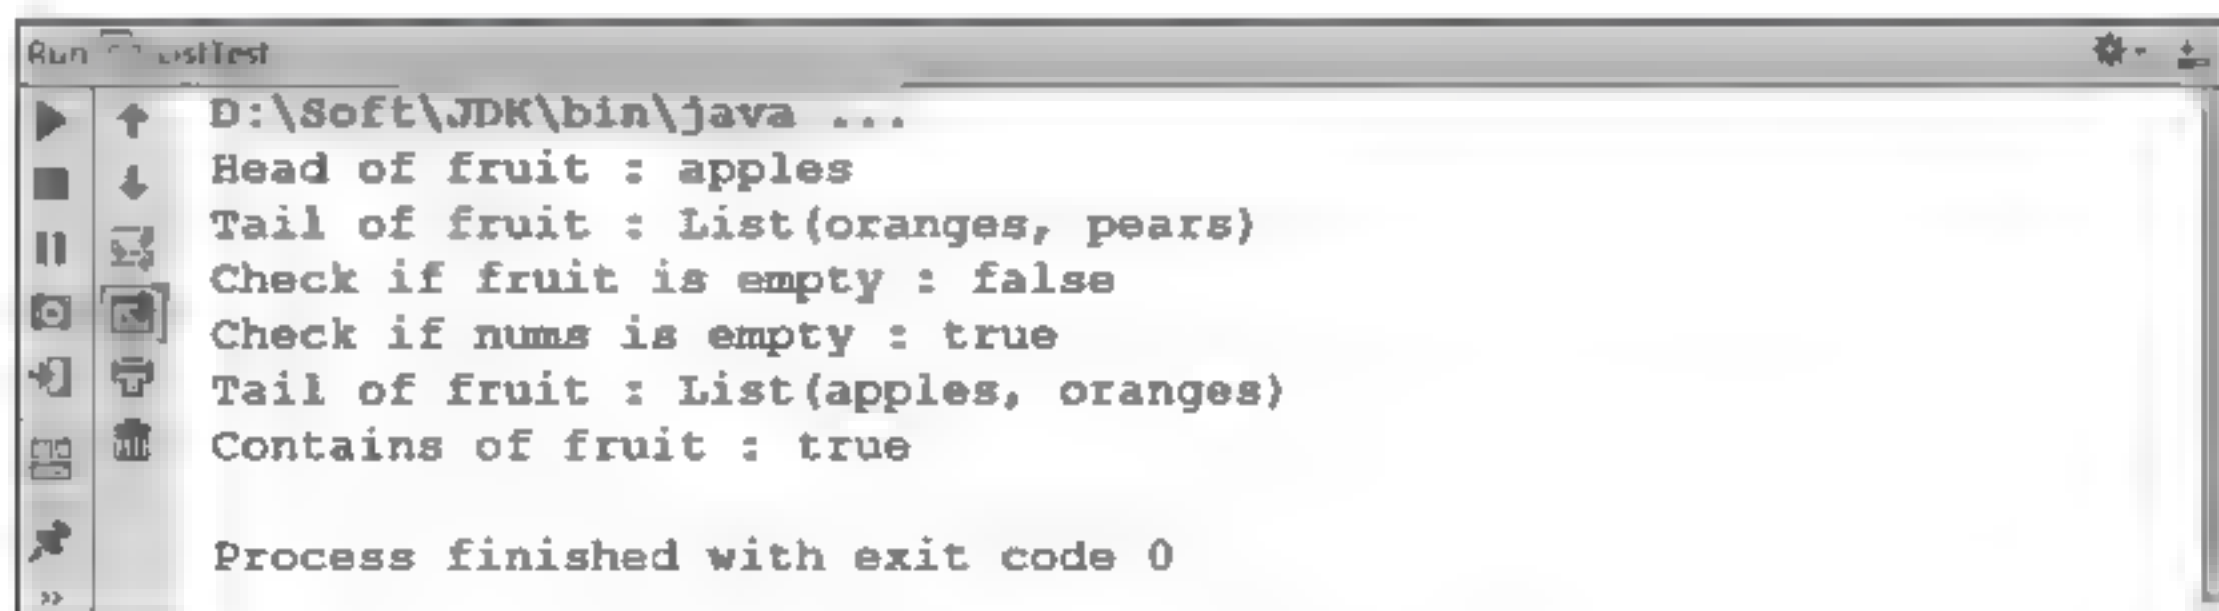 Run
D:\Soft\JDK\bin\java ...
Head of fruit : apples
Tail of fruit : List(oranges, pears)
Check if fruit is empty : false
Check if nums is empty : true
Tail of fruit : List(apples, oranges)
Contains of fruit : true
Process finished with exit code 0